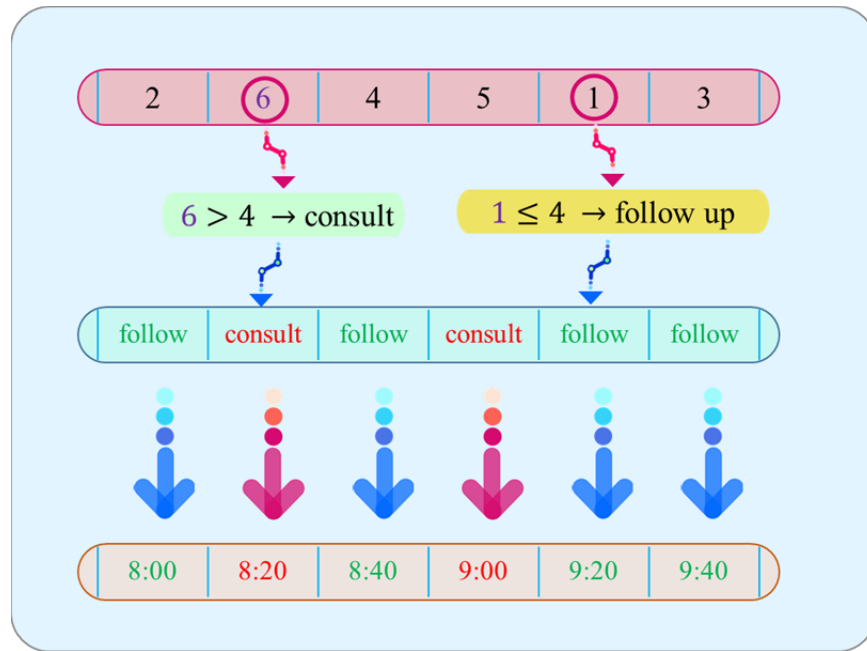 2 6 4 5 1 3
6 > 4 → consult 1 ≤ 4 → follow up
follow consult follow consult follow follow
8:00 8:20 8:40 9:00 9:20 9:40